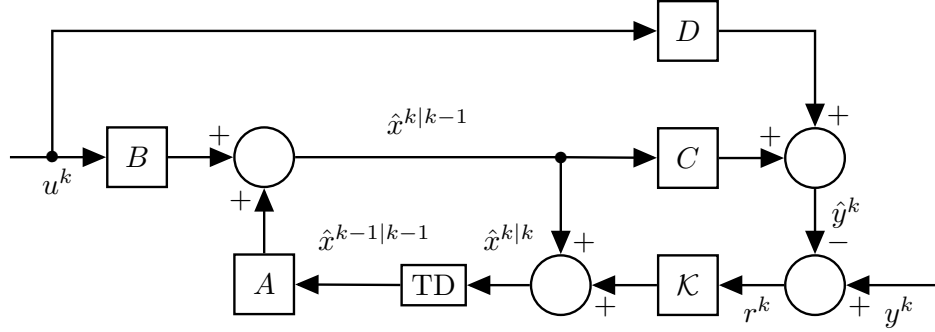 D
x̂^{k|k−1}
+
u^k
B
+
+
C
+
x̂^{k−1|k−1}
x̂^{k|k}
+
ŷ^k
−
A
TD
+
𝒦
r^k
+
y^k